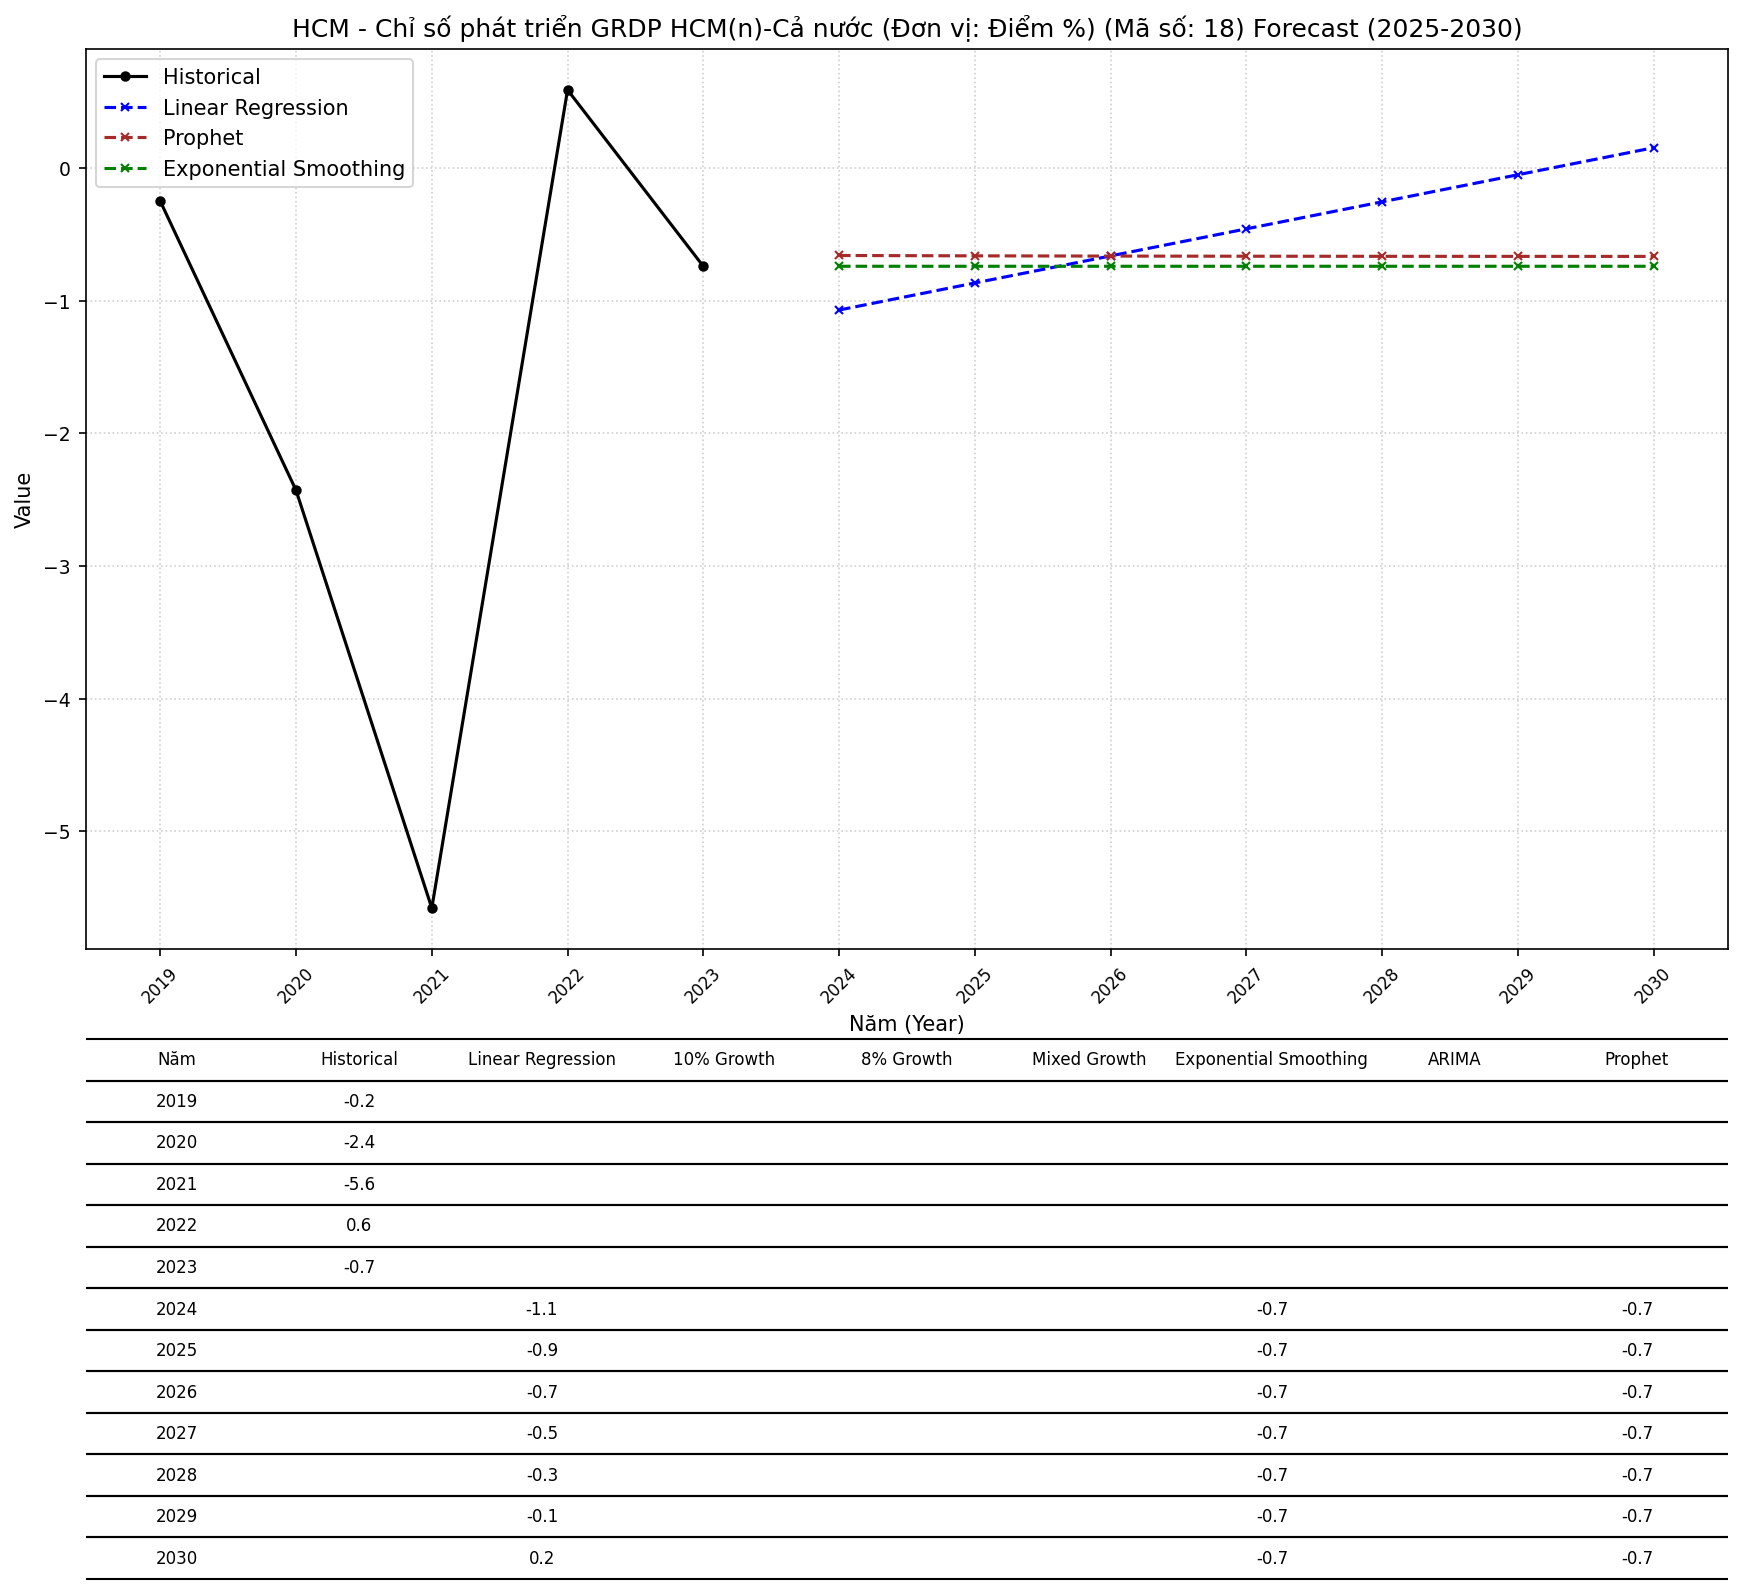 HCM - Chỉ số phát triển GRDP HCM(n)-Cả nước (Đơn vị: Điểm %) (Mã số: 18) Forecast (2025-2030)
Historical
Linear Regression
Prophet
Exponential Smoothing
0
−1
−2
−3
−4
−5
Value
2019 2020 2021 2022 2023 2024 2025 2026 2027 2028 2029 2030
Năm (Year)
Năm Historical Linear Regression 10% Growth 8% Growth Mixed Growth Exponential Smoothing ARIMA Prophet
2019 -0.2
2020 -2.4
2021 -5.6
2022 0.6
2023 -0.7
2024 -1.1 -0.7 -0.7
2025 -0.9 -0.7 -0.7
2026 -0.7 -0.7 -0.7
2027 -0.5 -0.7 -0.7
2028 -0.3 -0.7 -0.7
2029 -0.1 -0.7 -0.7
2030 0.2 -0.7 -0.7